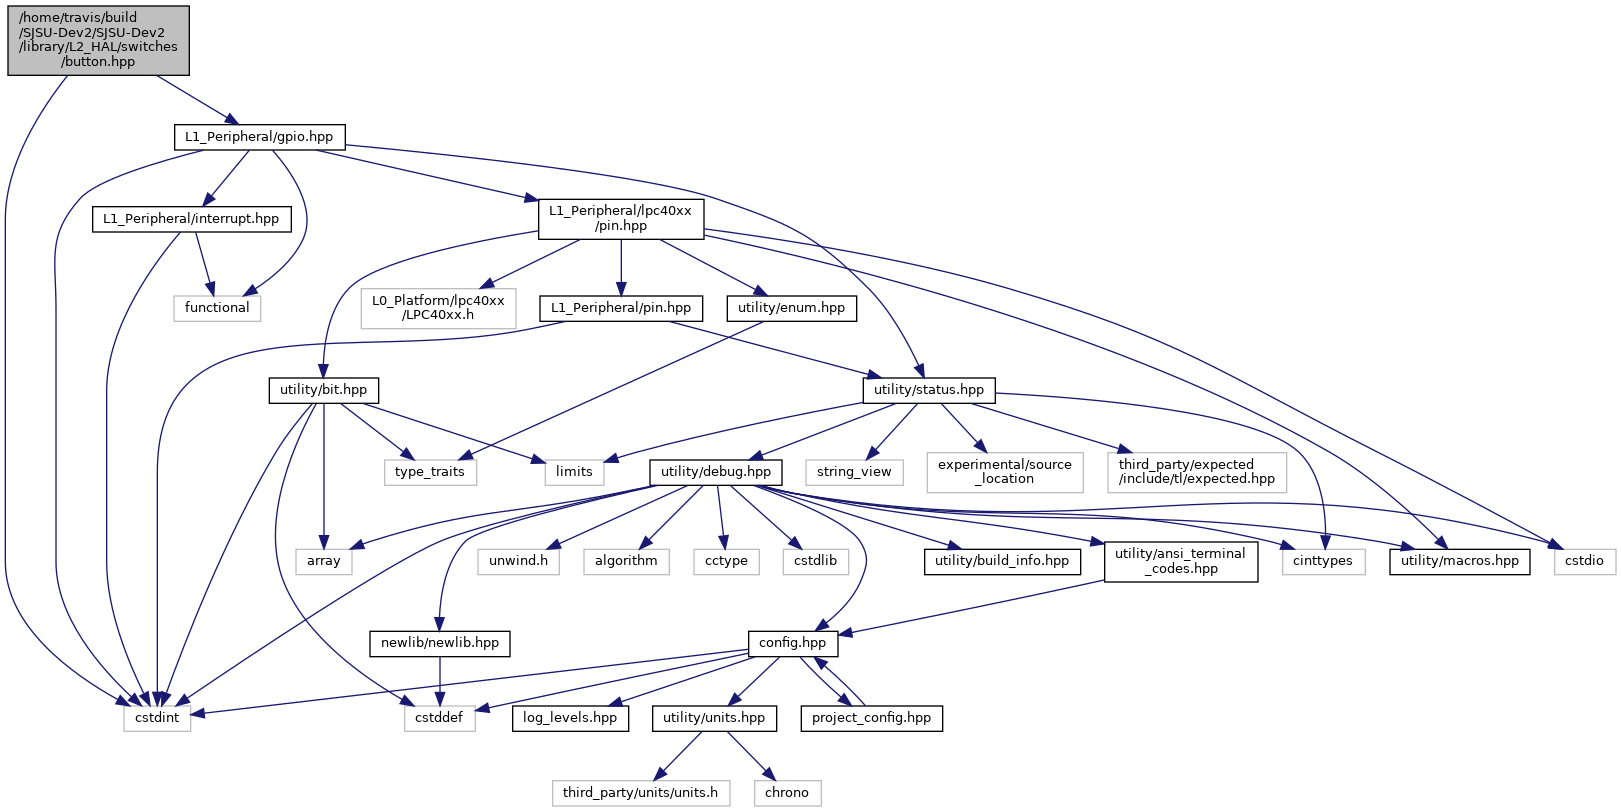 /home/travis/build
/SJSU-Dev2/SJSU-Dev2
/library/L2_HAL/switches
/button.hpp
L1_Peripheral/gpio.hpp
L1_Peripheral/interrupt.hpp
L1_Peripheral/lpc40xx
/pin.hpp
functional
L0_Platform/lpc40xx
/LPC40xx.h
L1_Peripheral/pin.hpp
utility/enum.hpp
utility/bit.hpp
utility/status.hpp
type_traits
limits
utility/debug.hpp
string_view
experimental/source
_location
third_party/expected
/include/tl/expected.hpp
array
unwind.h
algorithm
cctype
cstdlib
utility/build_info.hpp
utility/ansi_terminal
_codes.hpp
cinttypes
utility/macros.hpp
cstdio
newlib/newlib.hpp
config.hpp
cstdint
cstddef
log_levels.hpp
utility/units.hpp
project_config.hpp
third_party/units/units.h
chrono